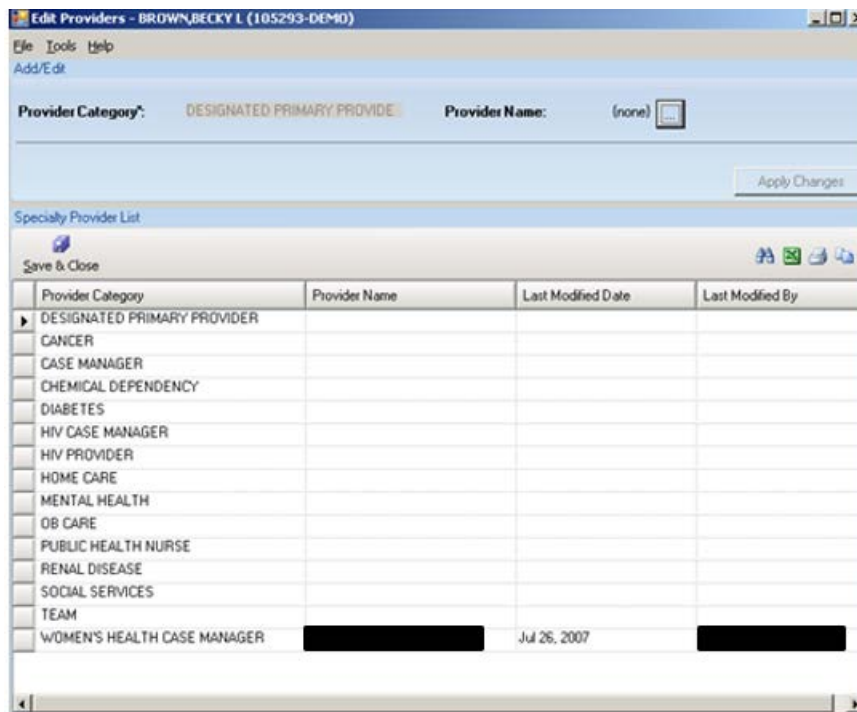 Edit Providers - BROWN,BECKY L (105293-DEMO)
File Tools Help
Add/Edit
Provider Category*: DESIGNATED PRIMARY PROVIDE Provider Name: (none) ...
Apply Changes
Specialty Provider List
Save & Close
Provider Category Provider Name Last Modified Date Last Modified By
DESIGNATED PRIMARY PROVIDER
CANCER
CASE MANAGER
CHEMICAL DEPENDENCY
DIABETES
HIV CASE MANAGER
HIV PROVIDER
HOME CARE
MENTAL HEALTH
OB CARE
PUBLIC HEALTH NURSE
RENAL DISEASE
SOCIAL SERVICES
TEAM
WOMEN'S HEALTH CASE MANAGER Jul 26, 2007